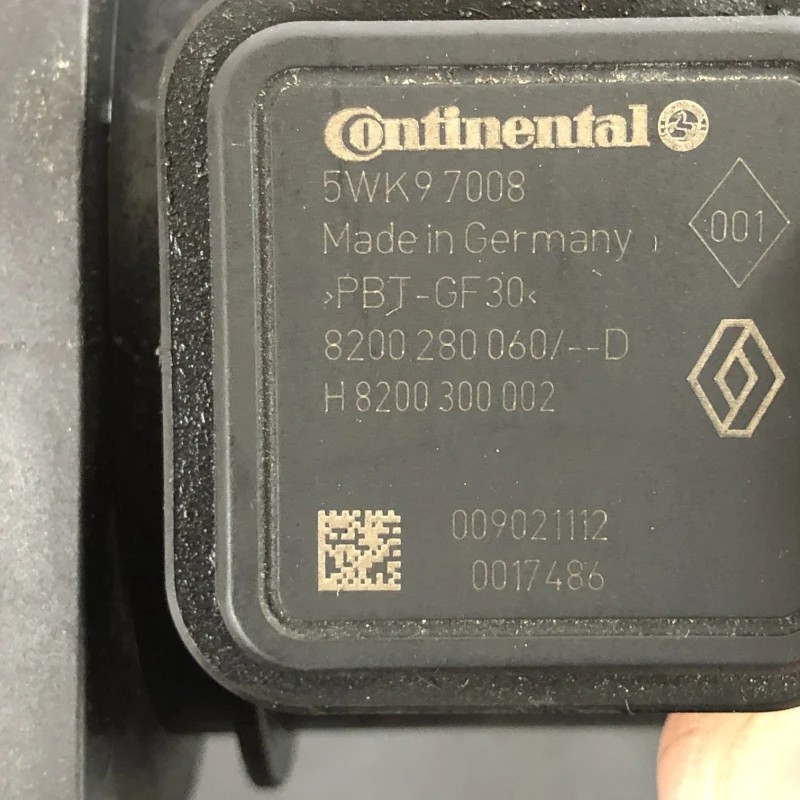 Continental
5WK9 7008
001
Made in Germany
>PBT-GF30<
8200 280 060/--D
H 8200 300 002
009021112
0017486